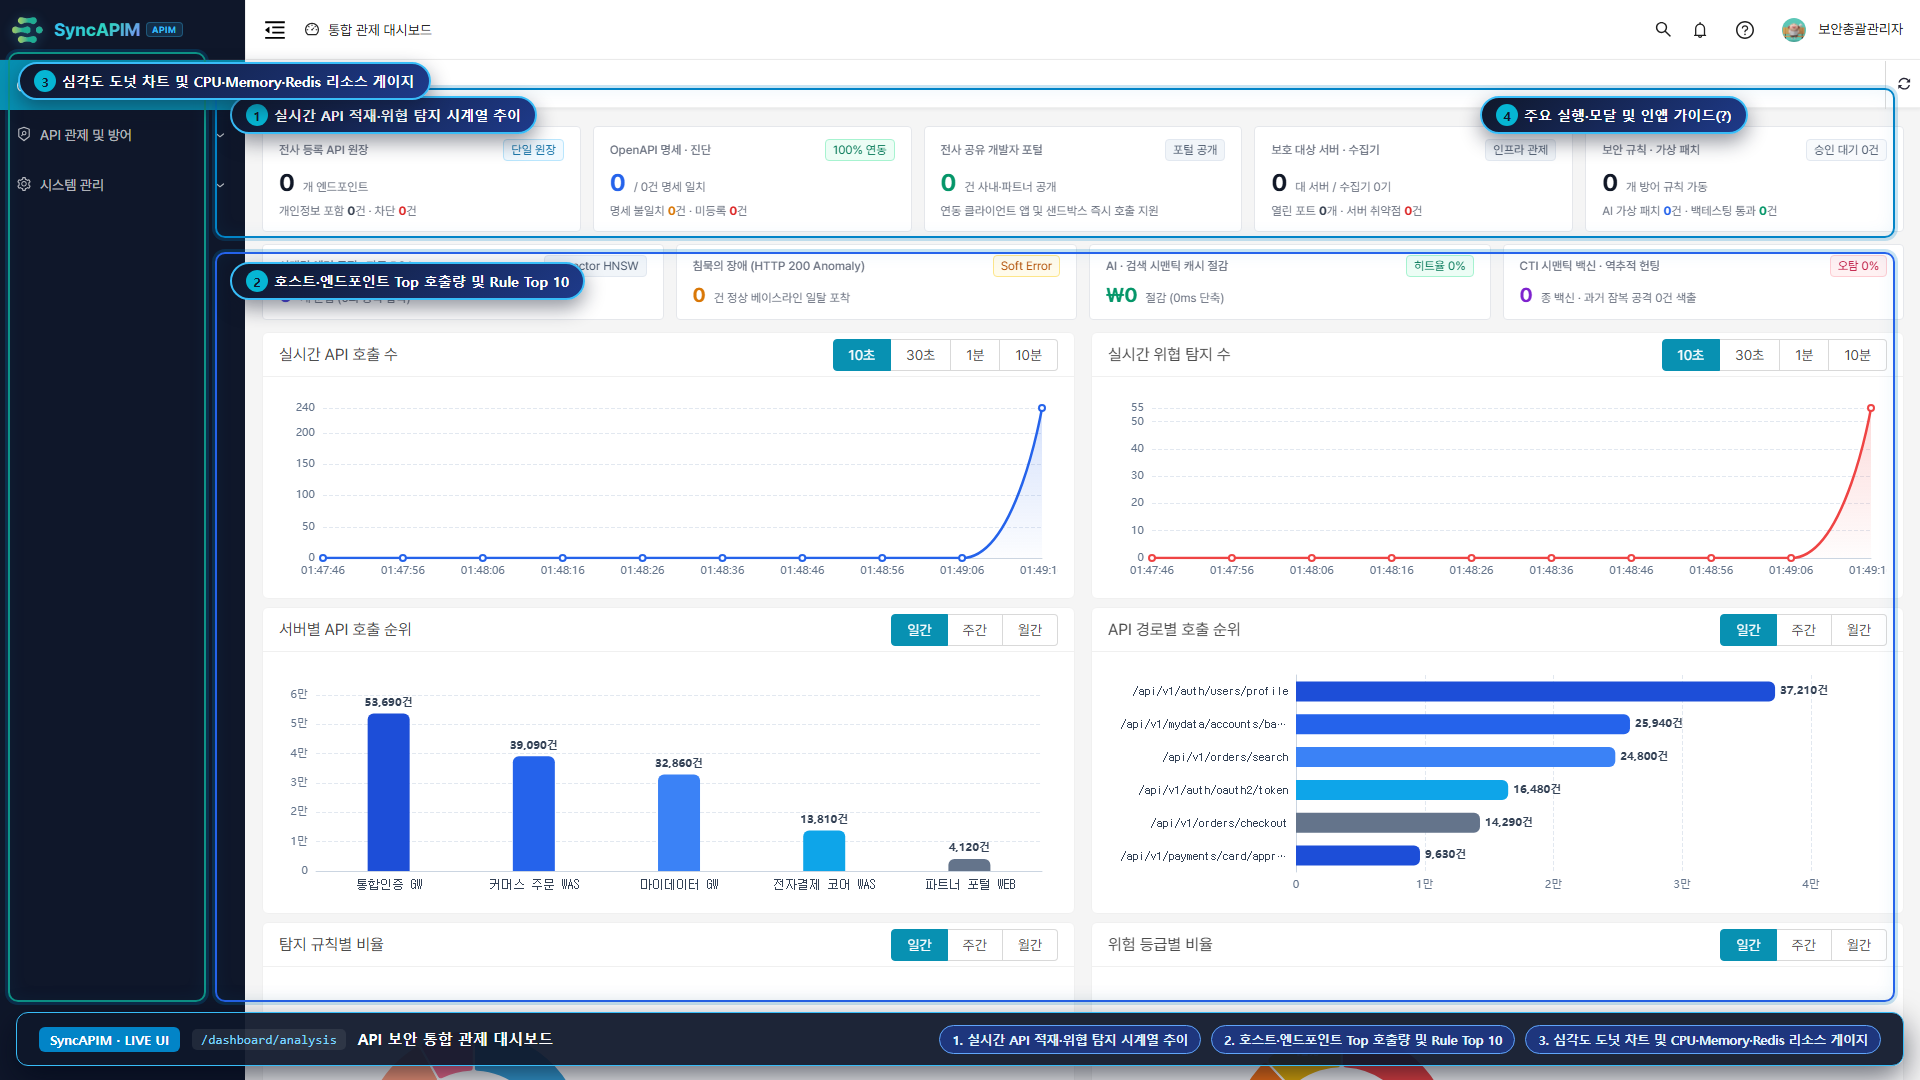 SyncAPIM APIM
통합 관제 대시보드
보안총괄관리자
3 심각도 도넛 차트 및 CPU·Memory·Redis 리소스 게이지
1 실시간 API 적재·위협 탐지 시계열 추이
4 주요 실행·모달 및 인앱 가이드(?)
API 관제 및 방어
시스템 관리
전사 등록 API 원장 단일 원장
0 개 엔드포인트
개인정보 포함 0건 · 차단 0건
OpenAPI 명세 · 진단 100% 연동
0 / 0건 명세 일치
명세 불일치 0건 · 미등록 0건
전사 공유 개발자 포털 포털 공개
0 건 사내·파트너 공개
연동 클라이언트 앱 및 샌드박스 즉시 호출 지원
보호 대상 서버 · 수집기 인프라 관제
0 대 서버 / 수집기 0기
열린 포트 0개 · 서버 취약점 0건
보안 규칙 · 가상 패치 승인 대기 0건
0 개 방어 규칙 가동
AI 가상 패치 0건 · 백테스팅 통과 0건
2 호스트·엔드포인트 Top 호출량 및 Rule Top 10
HNSW
침묵의 장애 (HTTP 200 Anomaly) Soft Error
0 건 정상 베이스라인 일탈 포착
AI · 검색 시맨틱 캐시 절감 히트율 0%
₩0 절감 (0ms 단축)
CTI 시맨틱 백신 · 역추적 헌팅 오탐 0%
0 종 백신 · 과거 잠복 공격 0건 색출
실시간 API 호출 수 10초 30초 1분 10분
240
200
150
100
50
0
01:47:46 01:47:56 01:48:06 01:48:16 01:48:26 01:48:36 01:48:46 01:48:56 01:49:06 01:49:1
실시간 위협 탐지 수 10초 30초 1분 10분
55
50
40
30
20
10
0
01:47:46 01:47:56 01:48:06 01:48:16 01:48:26 01:48:36 01:48:46 01:48:56 01:49:06 01:49:1
서버별 API 호출 순위 일간 주간 월간
6만
5만
4만
3만
2만
1만
0
53,690건
39,090건
32,860건
13,810건
4,120건
통합인증 GW 커머스 주문 WAS 마이데이터 GW 전자결제 코어 WAS 파트너 포털 WEB
API 경로별 호출 순위 일간 주간 월간
/api/v1/auth/users/profile 37,210건
/api/v1/mydata/accounts/ba… 25,940건
/api/v1/orders/search 24,800건
/api/v1/auth/oauth2/token 16,480건
/api/v1/orders/checkout 14,290건
/api/v1/payments/card/appr… 9,630건
0 1만 2만 3만 4만
탐지 규칙별 비율 일간 주간 월간
위험 등급별 비율 일간 주간 월간
SyncAPIM · LIVE UI /dashboard/analysis API 보안 통합 관제 대시보드
1. 실시간 API 적재·위협 탐지 시계열 추이 2. 호스트·엔드포인트 Top 호출량 및 Rule Top 10 3. 심각도 도넛 차트 및 CPU·Memory·Redis 리소스 게이지